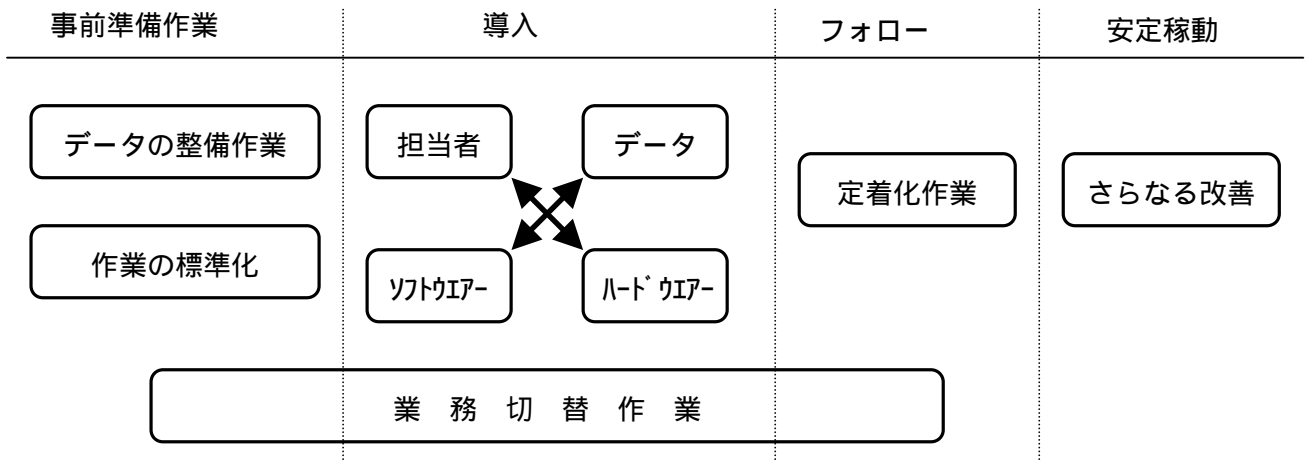 事前準備作業
導入
フォロー
安定稼動
データの整備作業
担当者
データ
定着化作業
さらなる改善
作業の標準化
ｿﾌﾄｳｴｱｰ
ﾊｰﾄﾞｳｴｱｰ
業務切替作業